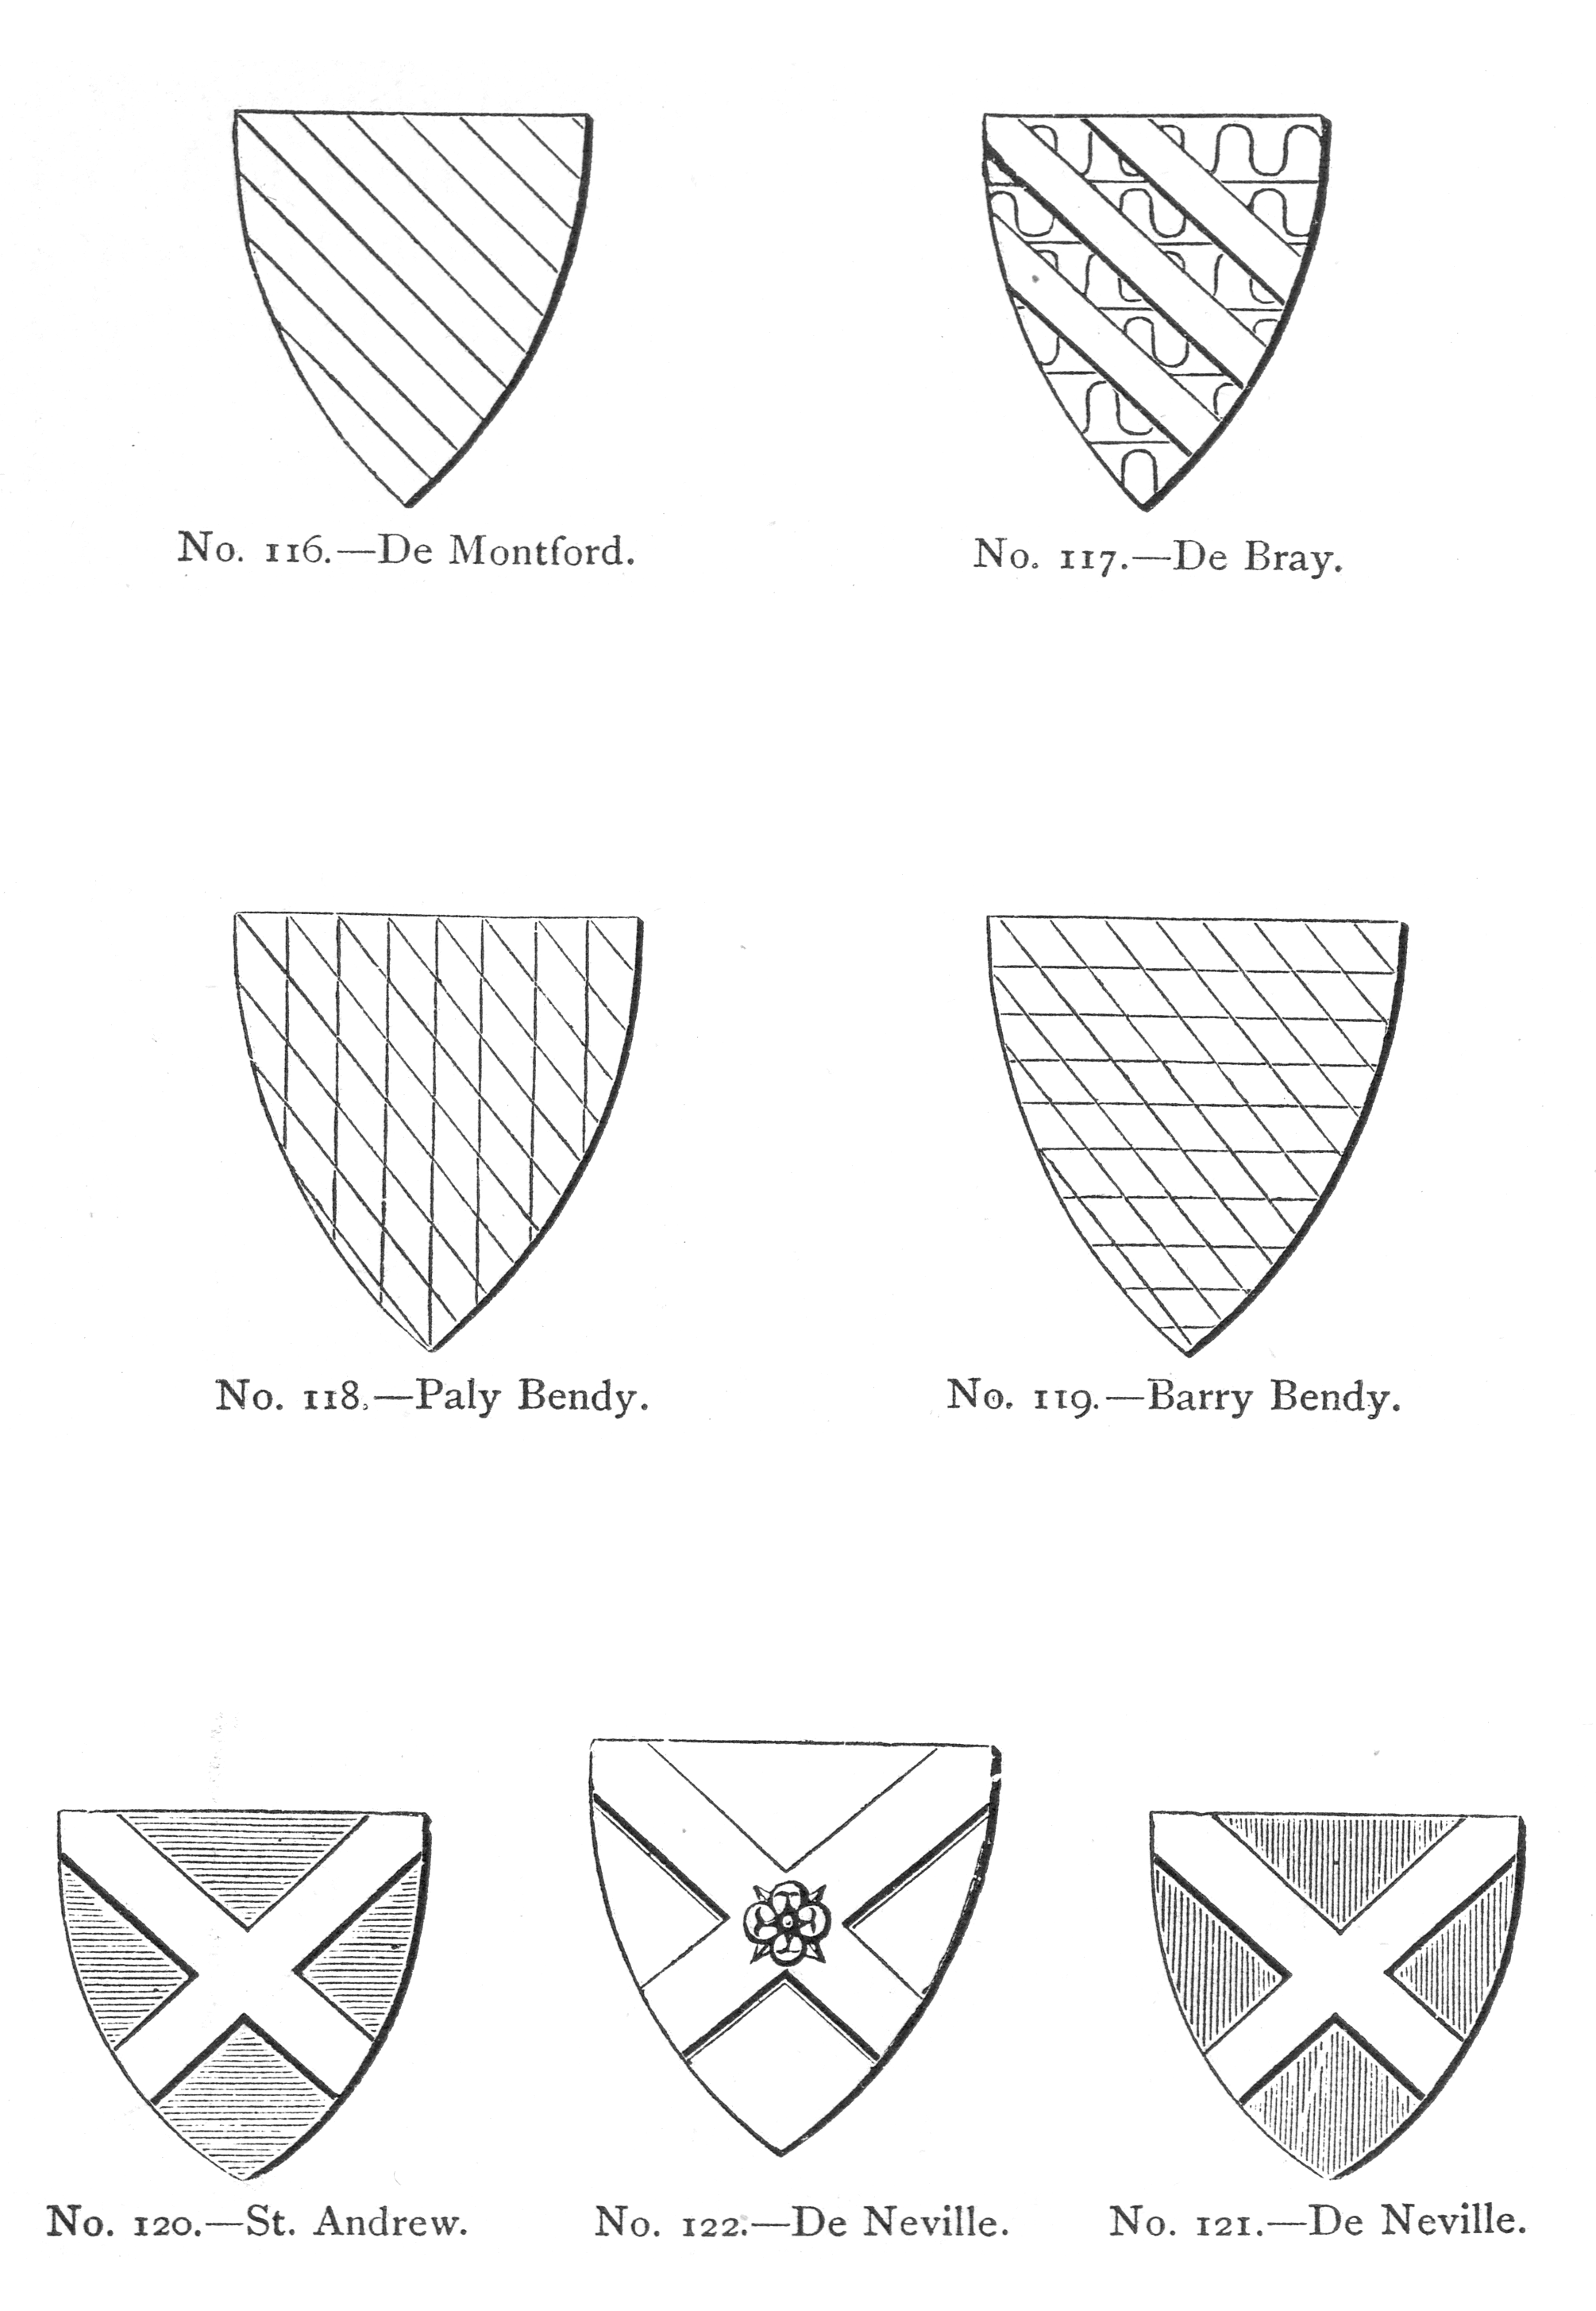 No. 116.—De Montford.
No. 117.—De Bray.
No. 118.—Paly Bendy.
No. 119.—Barry Bendy.
No. 120.—St. Andrew.
No. 122.—De Neville.
No. 121.—De Neville.